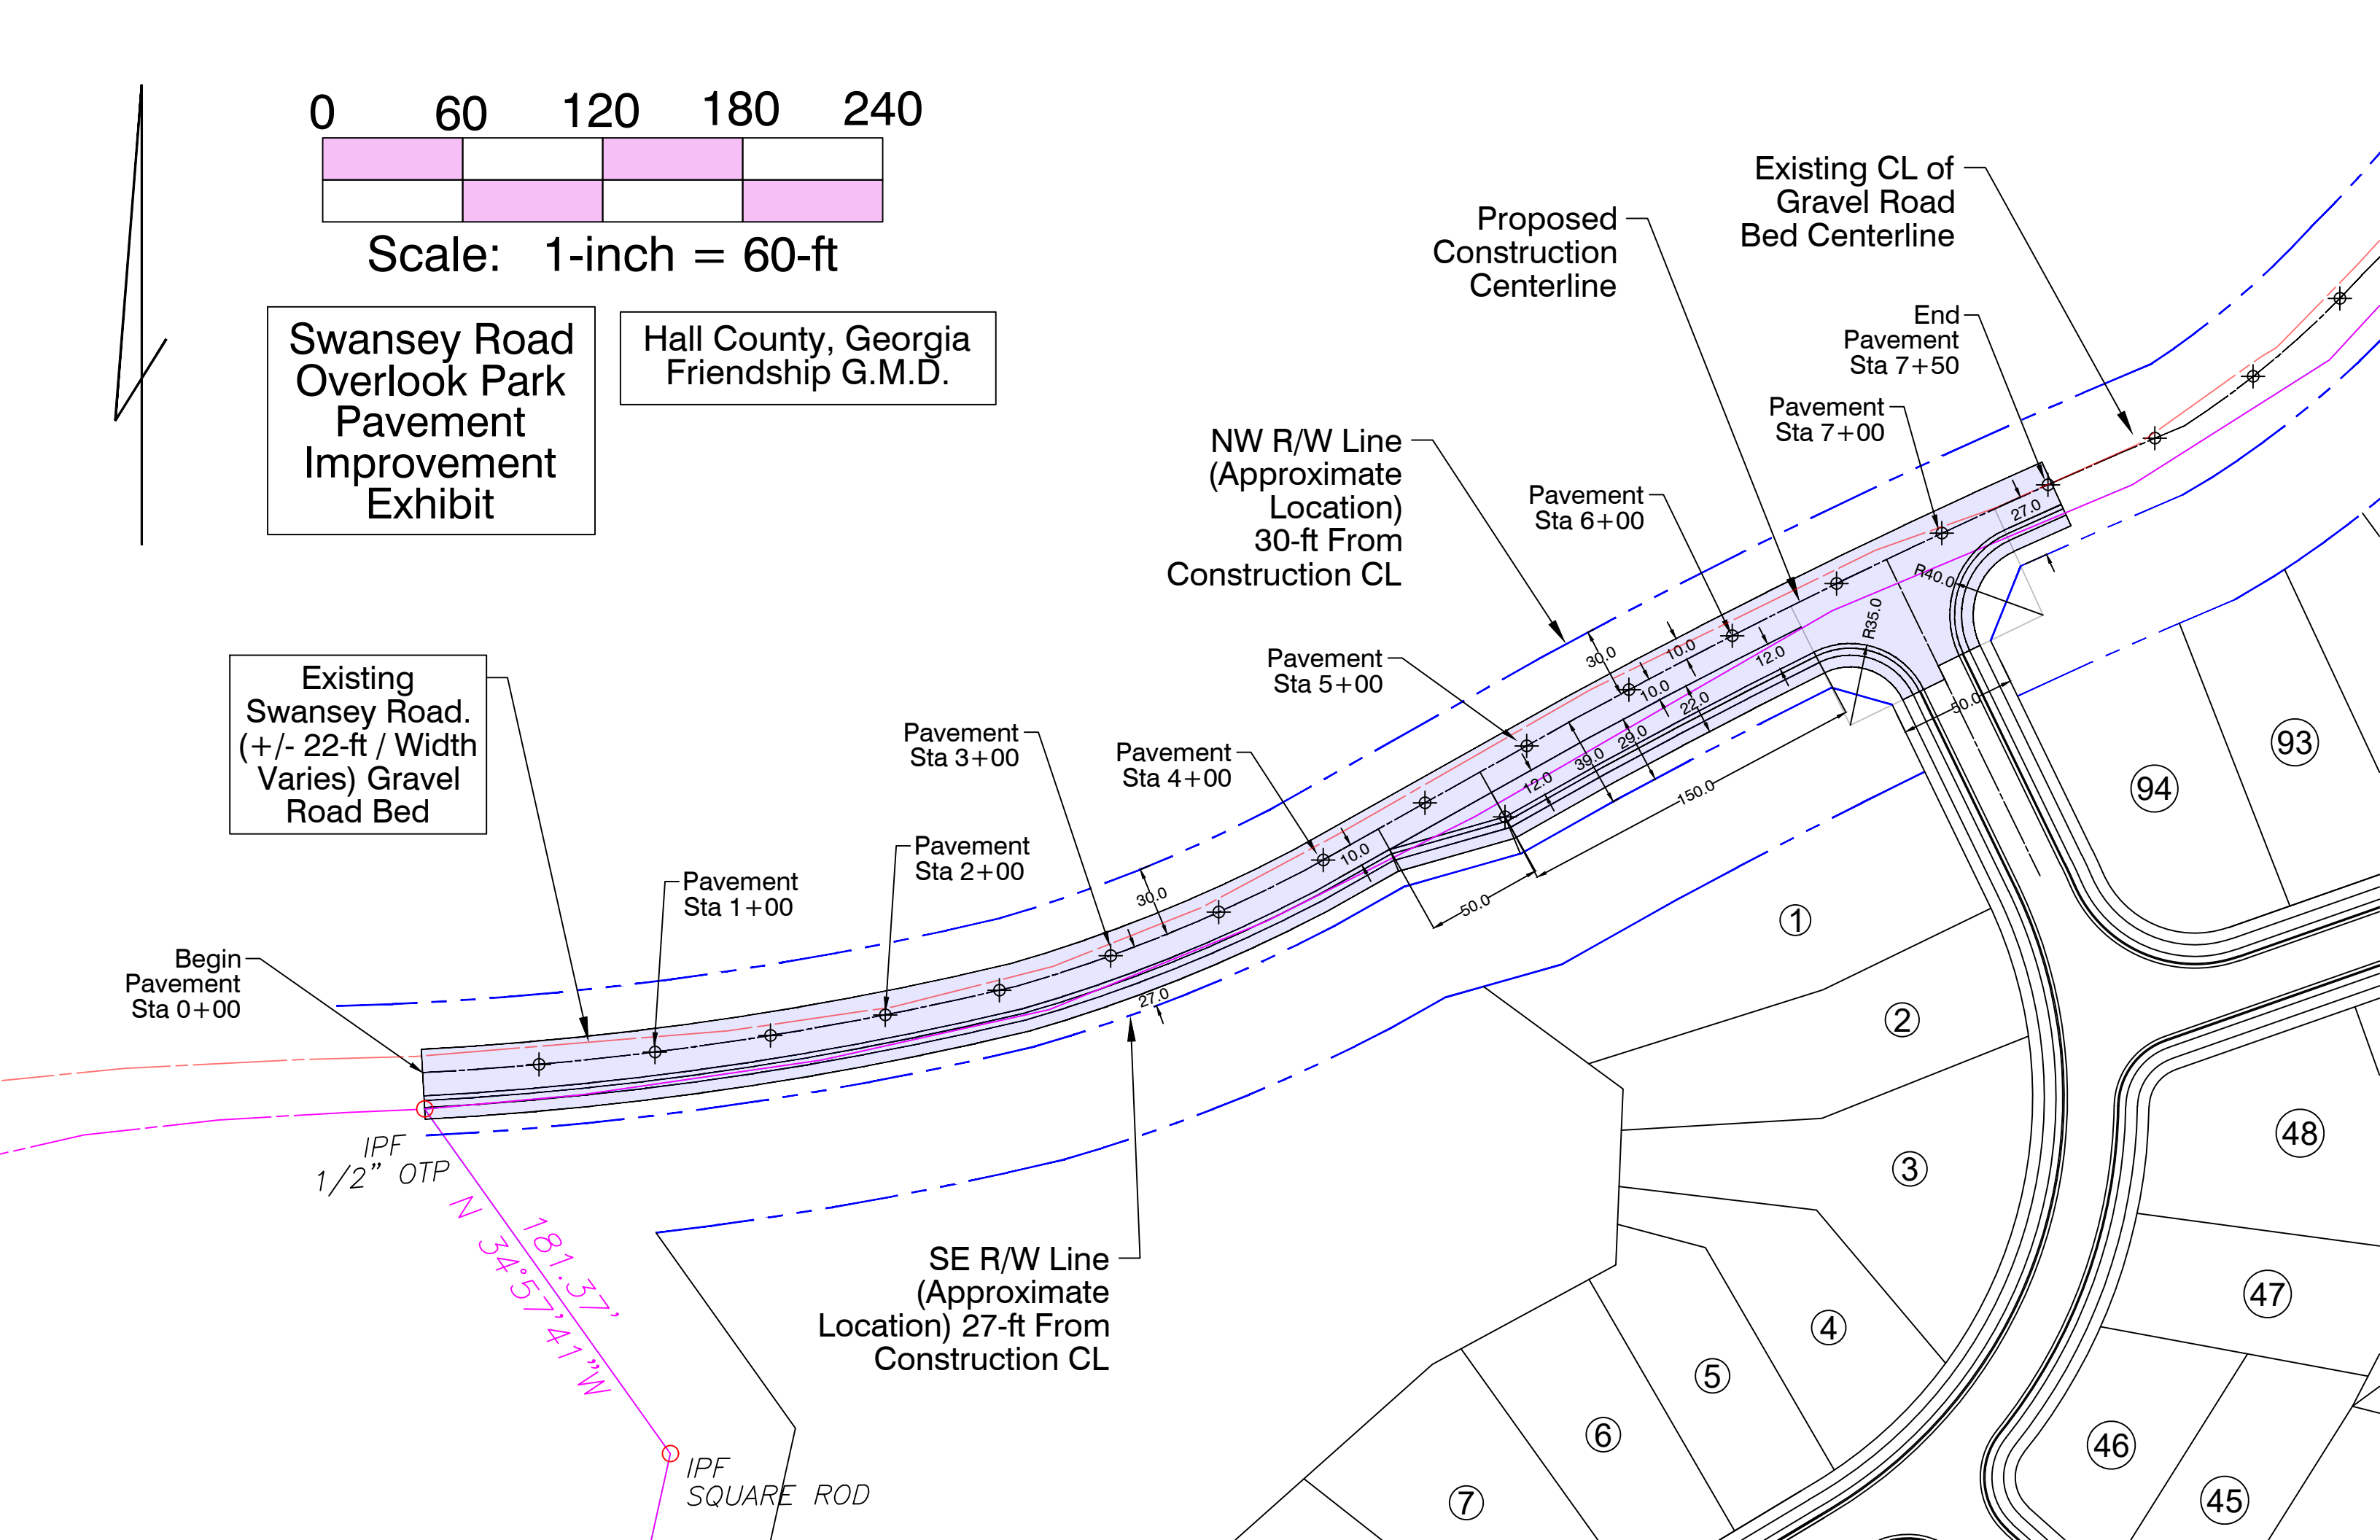 0 60 120 180 240
Scale: 1-inch = 60-ft
Swansey Road
Overlook Park
Pavement
Improvement
Exhibit
Hall County, Georgia
Friendship G.M.D.
Existing CL of
Gravel Road
Bed Centerline
Proposed
Construction
Centerline
End
Pavement
Sta 7+50
Pavement
Sta 7+00
NW R/W Line
(Approximate
Location)
30-ft From
Construction CL
Pavement
Sta 6+00
Pavement
Sta 5+00
Existing
Swansey Road.
(+/- 22-ft / Width
Varies) Gravel
Road Bed
Pavement
Sta 3+00
Pavement
Sta 4+00
Pavement
Sta 2+00
Pavement
Sta 1+00
Begin
Pavement
Sta 0+00
27.0
R40.0
R35.0
30.0
10.0
12.0
10.0
22.0
50.0
29.0
39.0
12.0
150.0
10.0
50.0
30.0
27.0
IPF
1/2" OTP
181.37'
N 34°57'41"W
IPF
SQUARE ROD
SE R/W Line
(Approximate
Location) 27-ft From
Construction CL
93
94
1
2
3
48
47
4
5
6
46
7
45